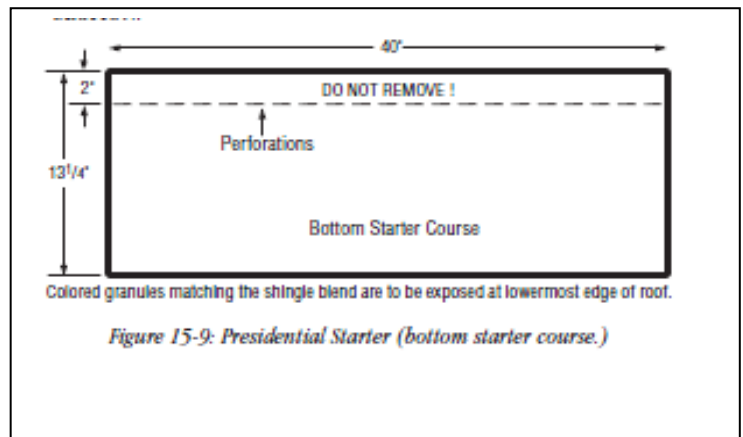 40"
2"
DO NOT REMOVE !
Perforations
13 1/4"
Bottom Starter Course
Colored granules matching the shingle blend are to be exposed at lowermost edge of roof.
Figure 15-9: Presidential Starter (bottom starter course.)